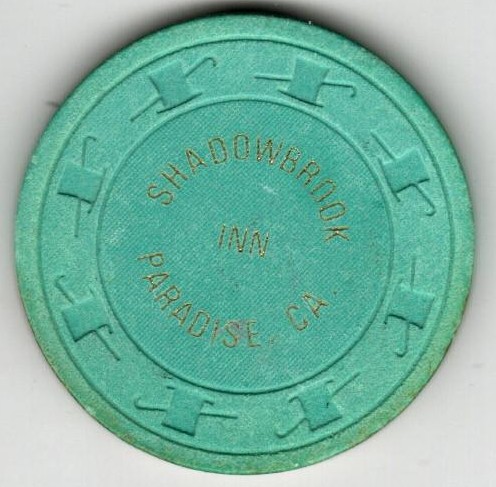 SHADOWBROOK
INN
PARADISE, CA.